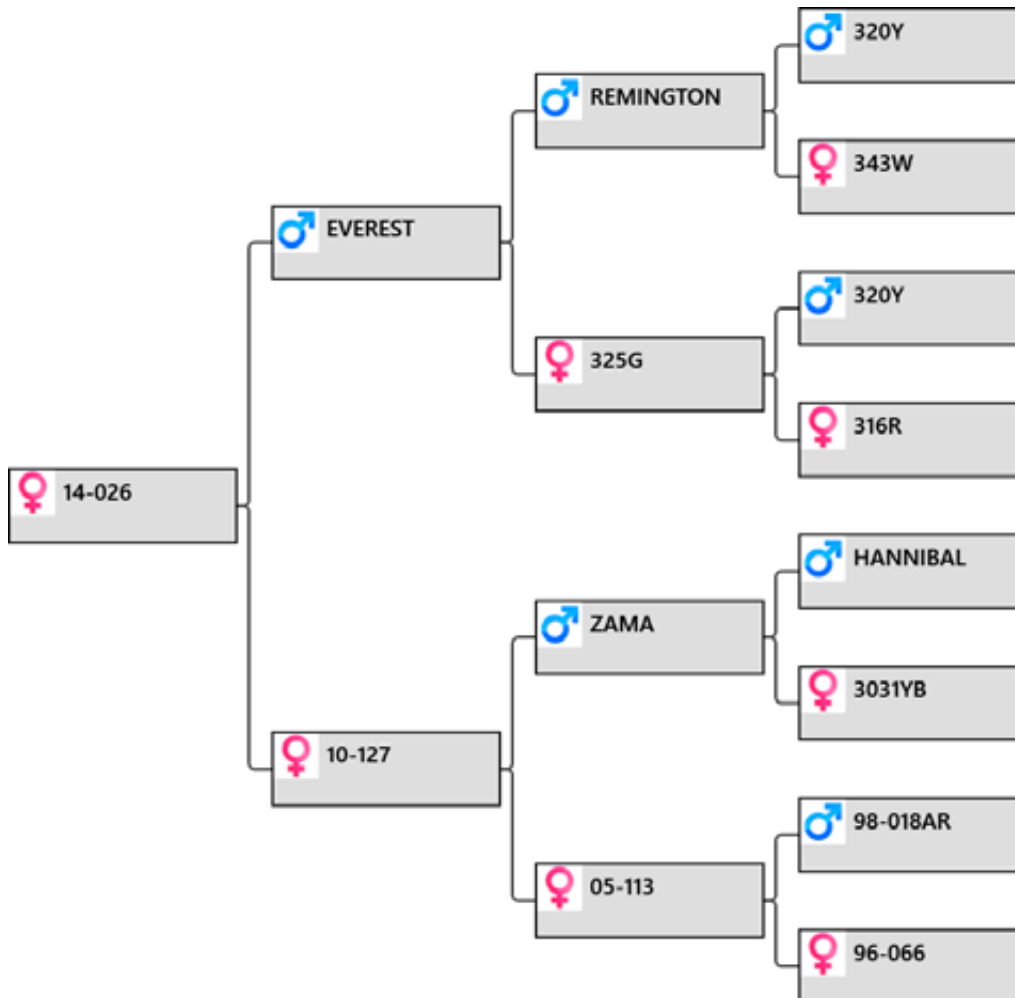 320Y
REMINGTON
343W
EVEREST
320Y
325G
316R
14-026
HANNIBAL
ZAMA
3031YB
10-127
98-018AR
05-113
96-066